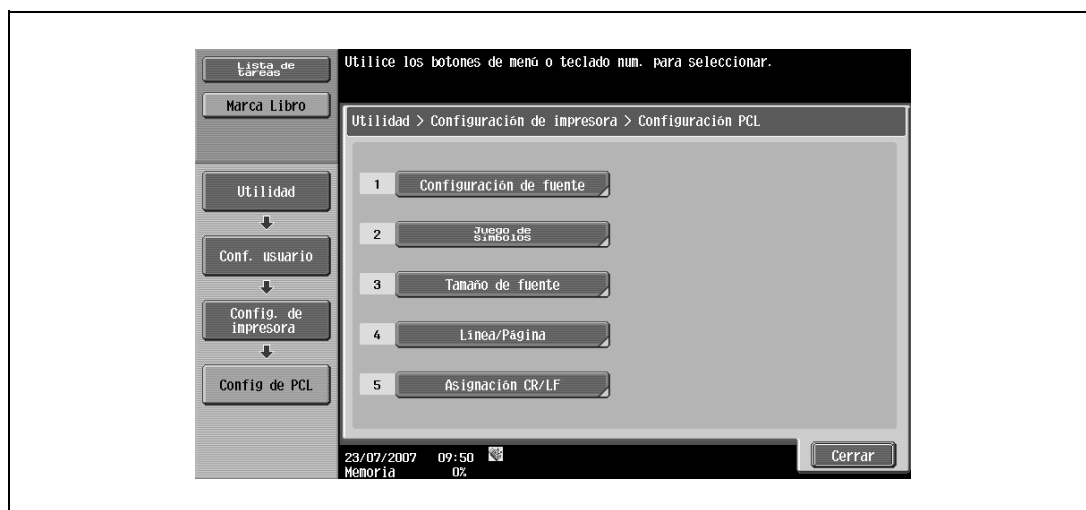 Lista de
tareas
Utilice los botones de menú o teclado num. para seleccionar.
Marca Libro
Utilidad > Configuración de impresora > Configuración PCL
Utilidad
Conf. usuario
Config. de
impresora
Config de PCL
1 Configuración de fuente
2 Juego de
símbolos
3 Tamaño de fuente
4 Línea/Página
5 Asignación CR/LF
23/07/2007 09:50
Memoria 0%
Cerrar